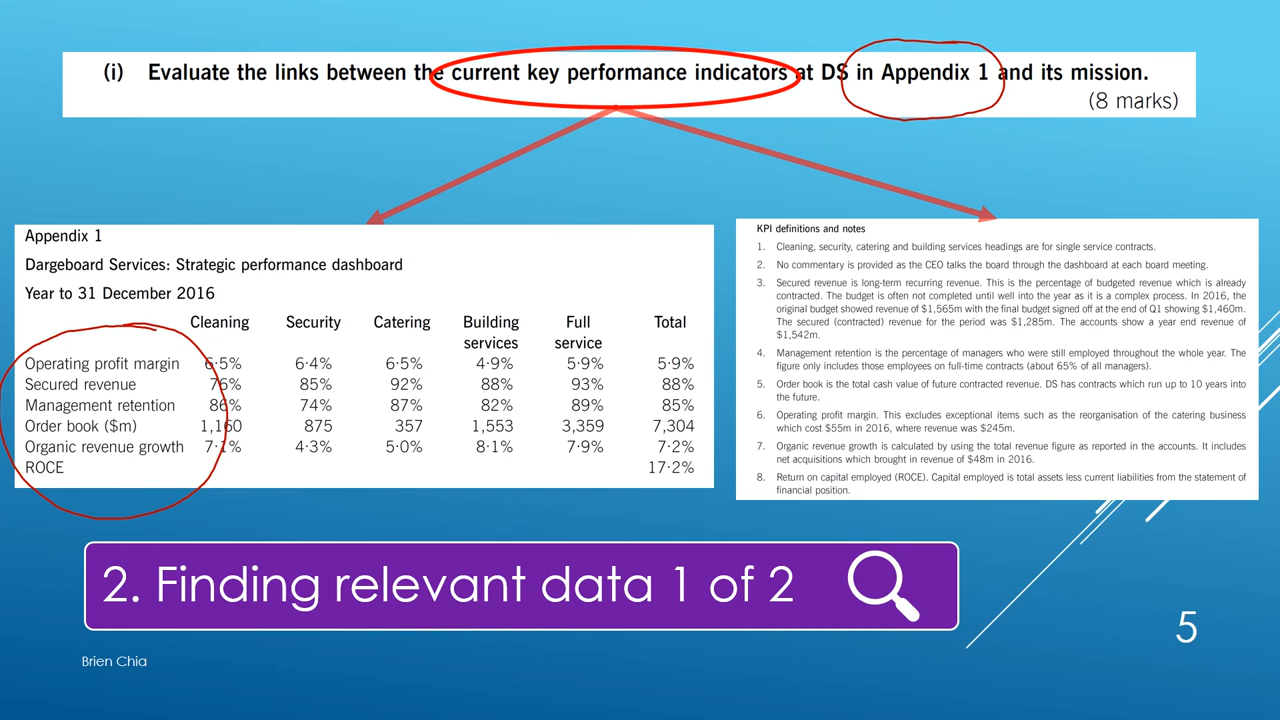 (i) Evaluate the links between the current key performance indicators at DS in Appendix 1 and its mission.
(8 marks)
Appendix 1
Dargeboard Services: Strategic performance dashboard
Year to 31 December 2016
Cleaning Security Catering Building Full Total
services service
Operating profit margin 6·5% 6·4% 6·5% 4·9% 5·9% 5·9%
Secured revenue 76% 85% 92% 88% 93% 88%
Management retention 86% 74% 87% 82% 89% 85%
Order book ($m) 1,160 875 357 1,553 3,359 7,304
Organic revenue growth 7·1% 4·3% 5·0% 8·1% 7·9% 7·2%
ROCE 17·2%
KPI definitions and notes
1. Cleaning, security, catering and building services headings are for single service contracts.
2. No commentary is provided as the CEO talks the board through the dashboard at each board meeting.
3. Secured revenue is long-term recurring revenue. This is the percentage of budgeted revenue which is already
contracted. The budget is often not completed until well into the year as it is a complex process. In 2016, the
original budget showed revenue of $1,565m with the final budget signed off at the end of Q1 showing $1,460m.
The secured (contracted) revenue for the period was $1,285m. The accounts show a year end revenue of
$1,542m.
4. Management retention is the percentage of managers who were still employed throughout the whole year. The
figure only includes those employees on full-time contracts (about 65% of all managers).
5. Order book is the total cash value of future contracted revenue. DS has contracts which run up to 10 years into
the future.
6. Operating profit margin. This excludes exceptional items such as the reorganisation of the catering business
which cost $55m in 2016, where revenue was $245m.
7. Organic revenue growth is calculated by using the total revenue figure as reported in the accounts. It includes
net acquisitions which brought in revenue of $48m in 2016.
8. Return on capital employed (ROCE). Capital employed is total assets less current liabilities from the statement of
financial position.
2. Finding relevant data 1 of 2
5
Brien Chia